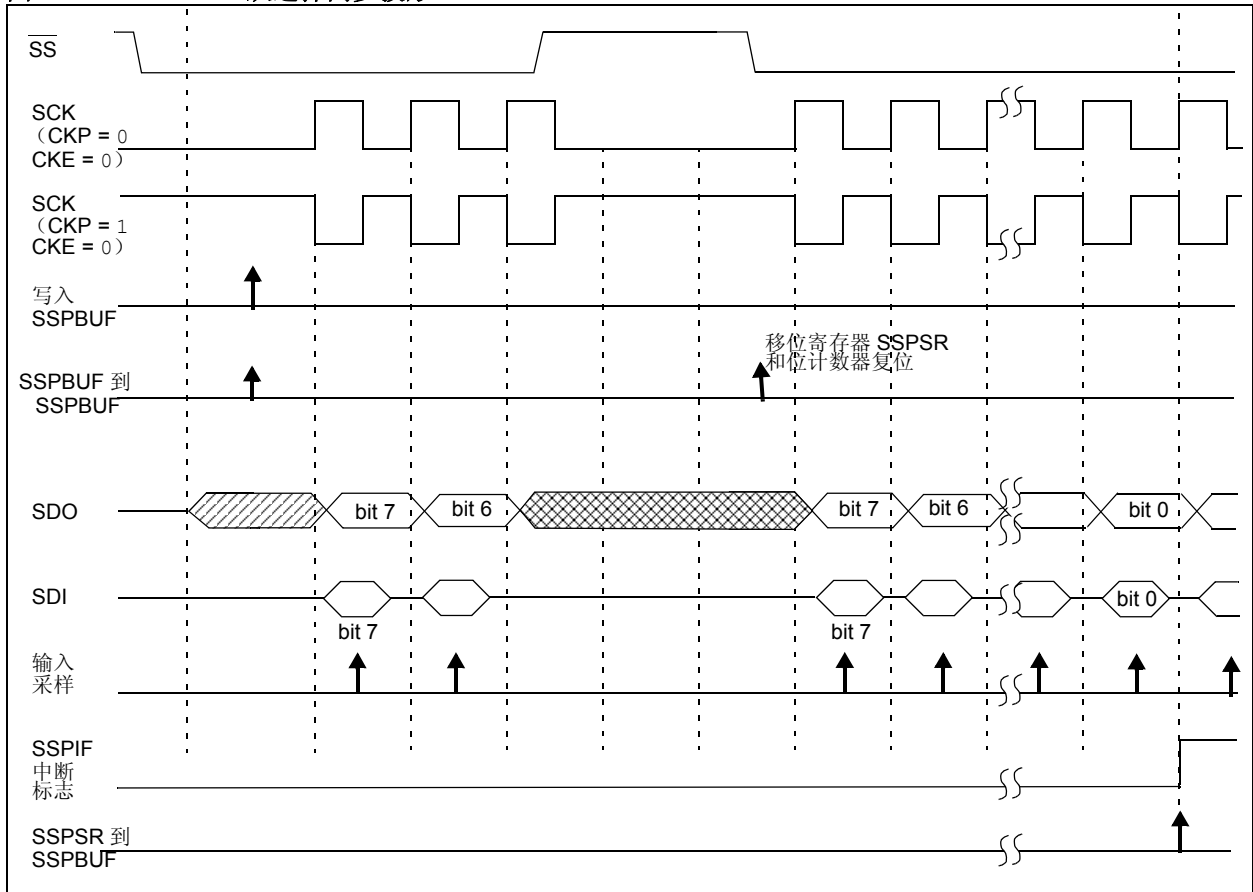 SS
SCK
（CKP = 0
CKE = 0）
SCK
（CKP = 1
CKE = 0）
写入
SSPBUF
移位寄存器 SSPSR
和位计数器复位
SSPBUF 到
SSPBUF
SDO
bit 7
bit 6
bit 7
bit 6
bit 0
SDI
bit 0
bit 7
bit 7
输入
采样
SSPIF
中断
标志
SSPSR 到
SSPBUF